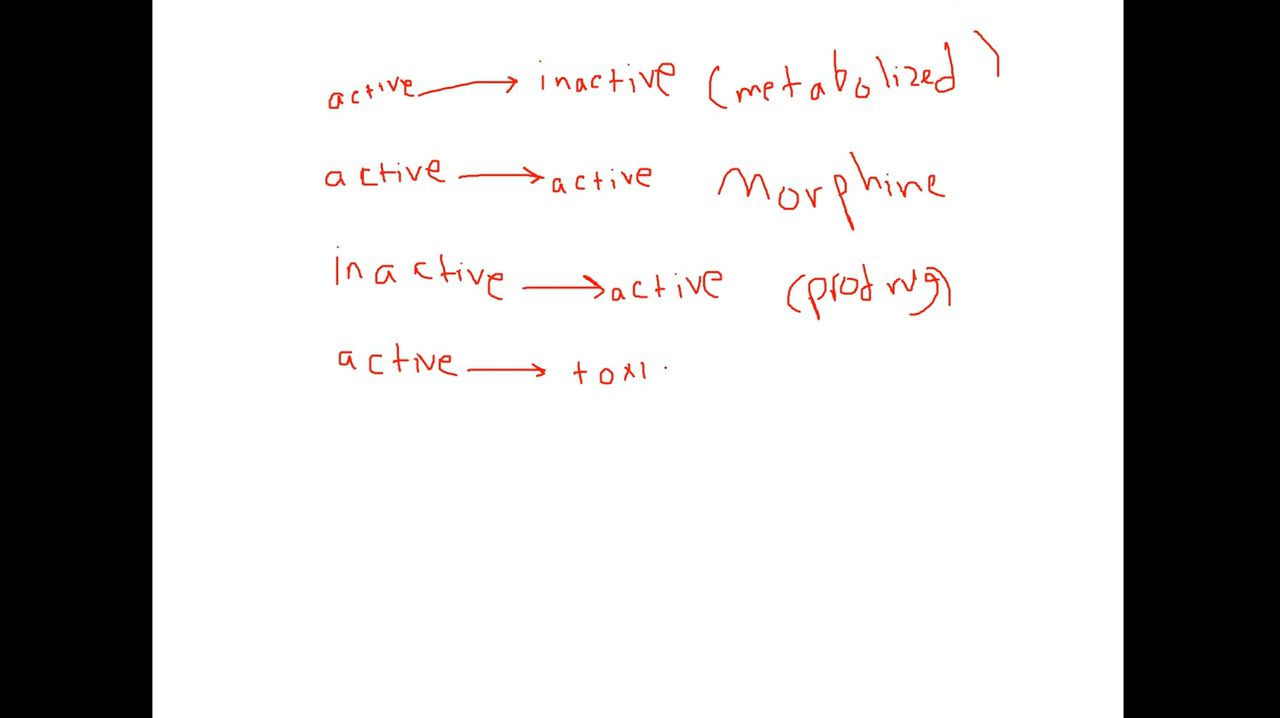 active → inactive (metabolized)
active → active Morphine
inactive → active (prodrug)
active → toxi